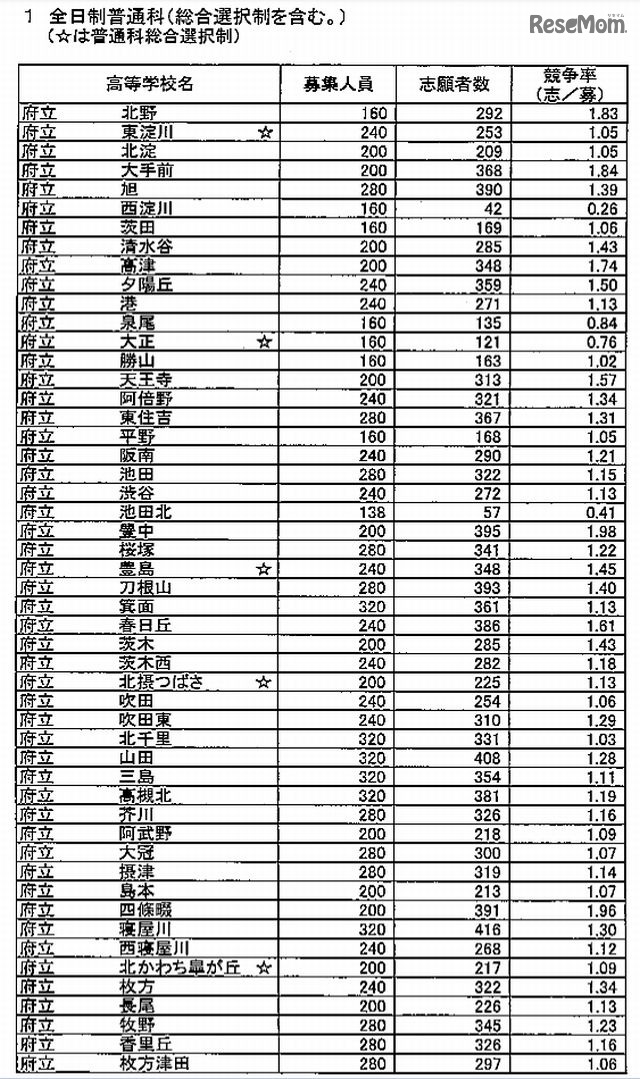 1 全日制普通科（総合選択制を含む。）
（☆は普通科総合選択制）
リセマム
ReseMom.
高等学校名 募集人員 志願者数 競争率
（志／募）
府立 北野 160 292 1.83
府立 東淀川 ☆ 240 253 1.05
府立 北淀 200 209 1.05
府立 大手前 200 368 1.84
府立 旭 280 390 1.39
府立 西淀川 160 42 0.26
府立 茨田 160 169 1.06
府立 清水谷 200 285 1.43
府立 高津 200 348 1.74
府立 夕陽丘 240 359 1.50
府立 港 240 271 1.13
府立 泉尾 160 135 0.84
府立 大正 ☆ 160 121 0.76
府立 勝山 160 163 1.02
府立 天王寺 200 313 1.57
府立 阿倍野 240 321 1.34
府立 東住吉 280 367 1.31
府立 平野 160 168 1.05
府立 阪南 240 290 1.21
府立 池田 280 322 1.15
府立 渋谷 240 272 1.13
府立 池田北 138 57 0.41
府立 豐中 200 395 1.98
府立 桜塚 280 341 1.22
府立 豊島 ☆ 240 348 1.45
府立 刀根山 280 393 1.40
府立 箕面 320 361 1.13
府立 春日丘 240 386 1.61
府立 茨木 200 285 1.43
府立 茨木西 240 282 1.18
府立 北摂つばさ ☆ 200 225 1.13
府立 吹田 240 254 1.06
府立 吹田東 240 310 1.29
府立 北千里 320 331 1.03
府立 山田 320 408 1.28
府立 三島 320 354 1.11
府立 高槻北 320 381 1.19
府立 芥川 280 326 1.16
府立 阿武野 200 218 1.09
府立 大冠 280 300 1.07
府立 摂津 280 319 1.14
府立 島本 200 213 1.07
府立 四條畷 200 391 1.96
府立 寝屋川 320 416 1.30
府立 西寝屋川 240 268 1.12
府立 北かわち皐が丘 ☆ 200 217 1.09
府立 枚方 240 322 1.34
府立 長尾 200 226 1.13
府立 牧野 280 345 1.23
府立 香里丘 280 326 1.16
府立 枚方津田 280 297 1.06